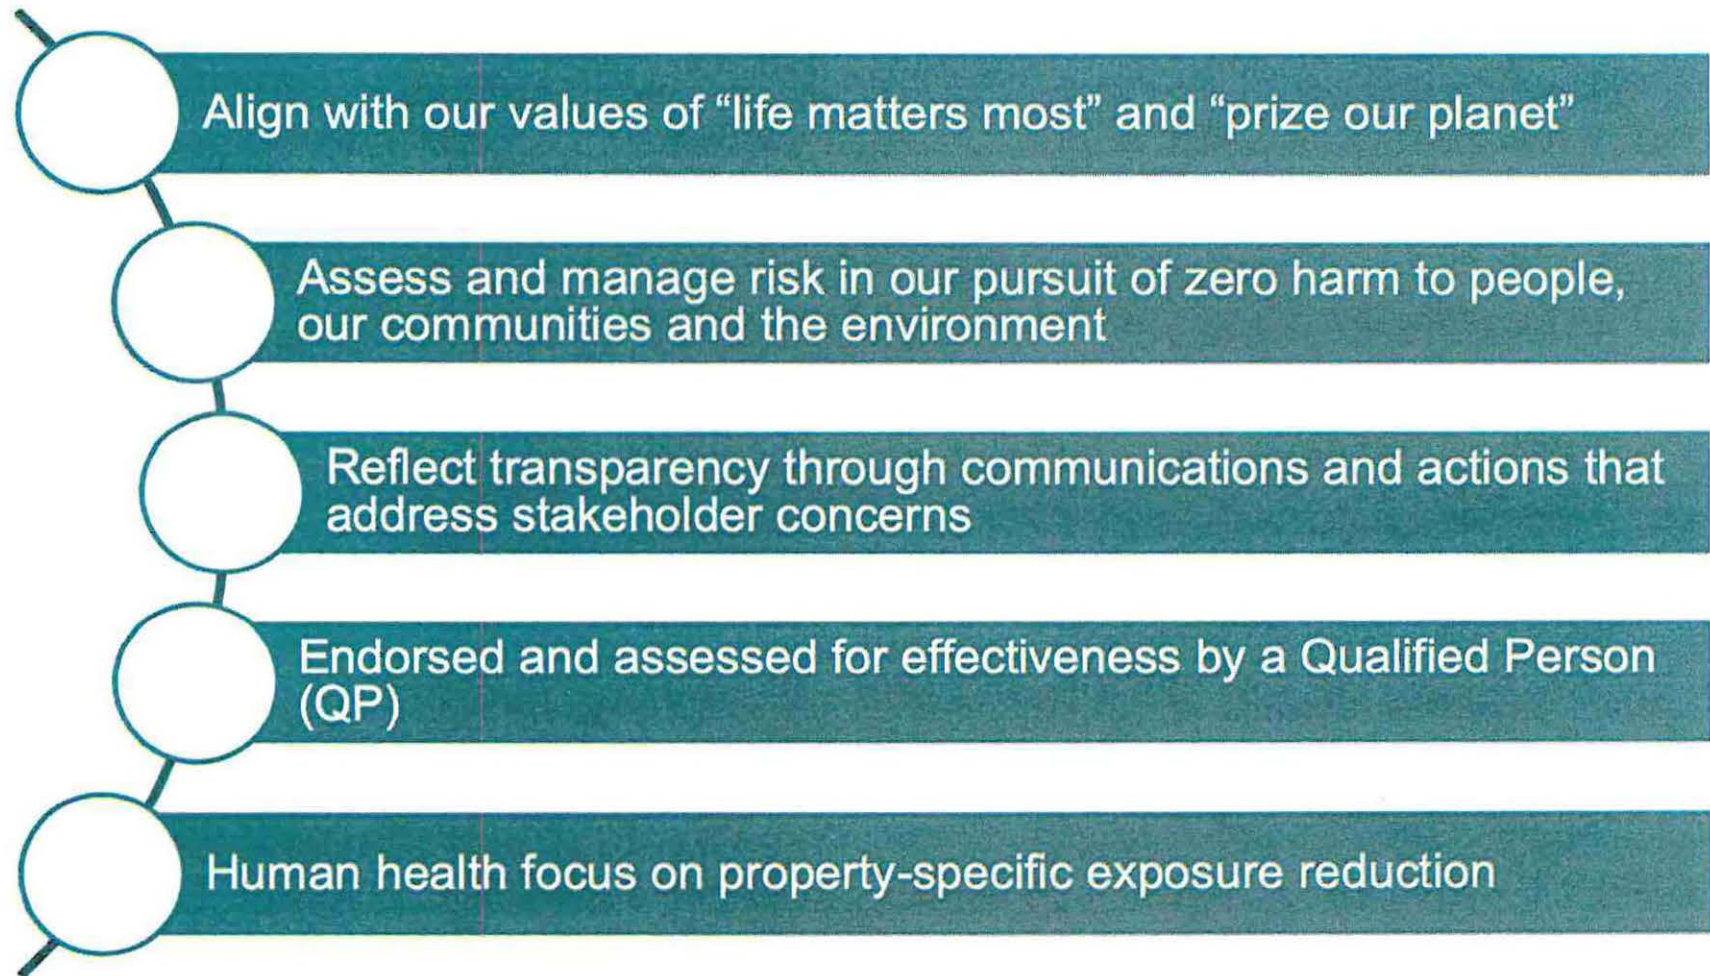 Align with our values of “life matters most” and “prize our planet”
Assess and manage risk in our pursuit of zero harm to people,
our communities and the environment
Reflect transparency through communications and actions that
address stakeholder concerns
Endorsed and assessed for effectiveness by a Qualified Person
(QP)
Human health focus on property-specific exposure reduction